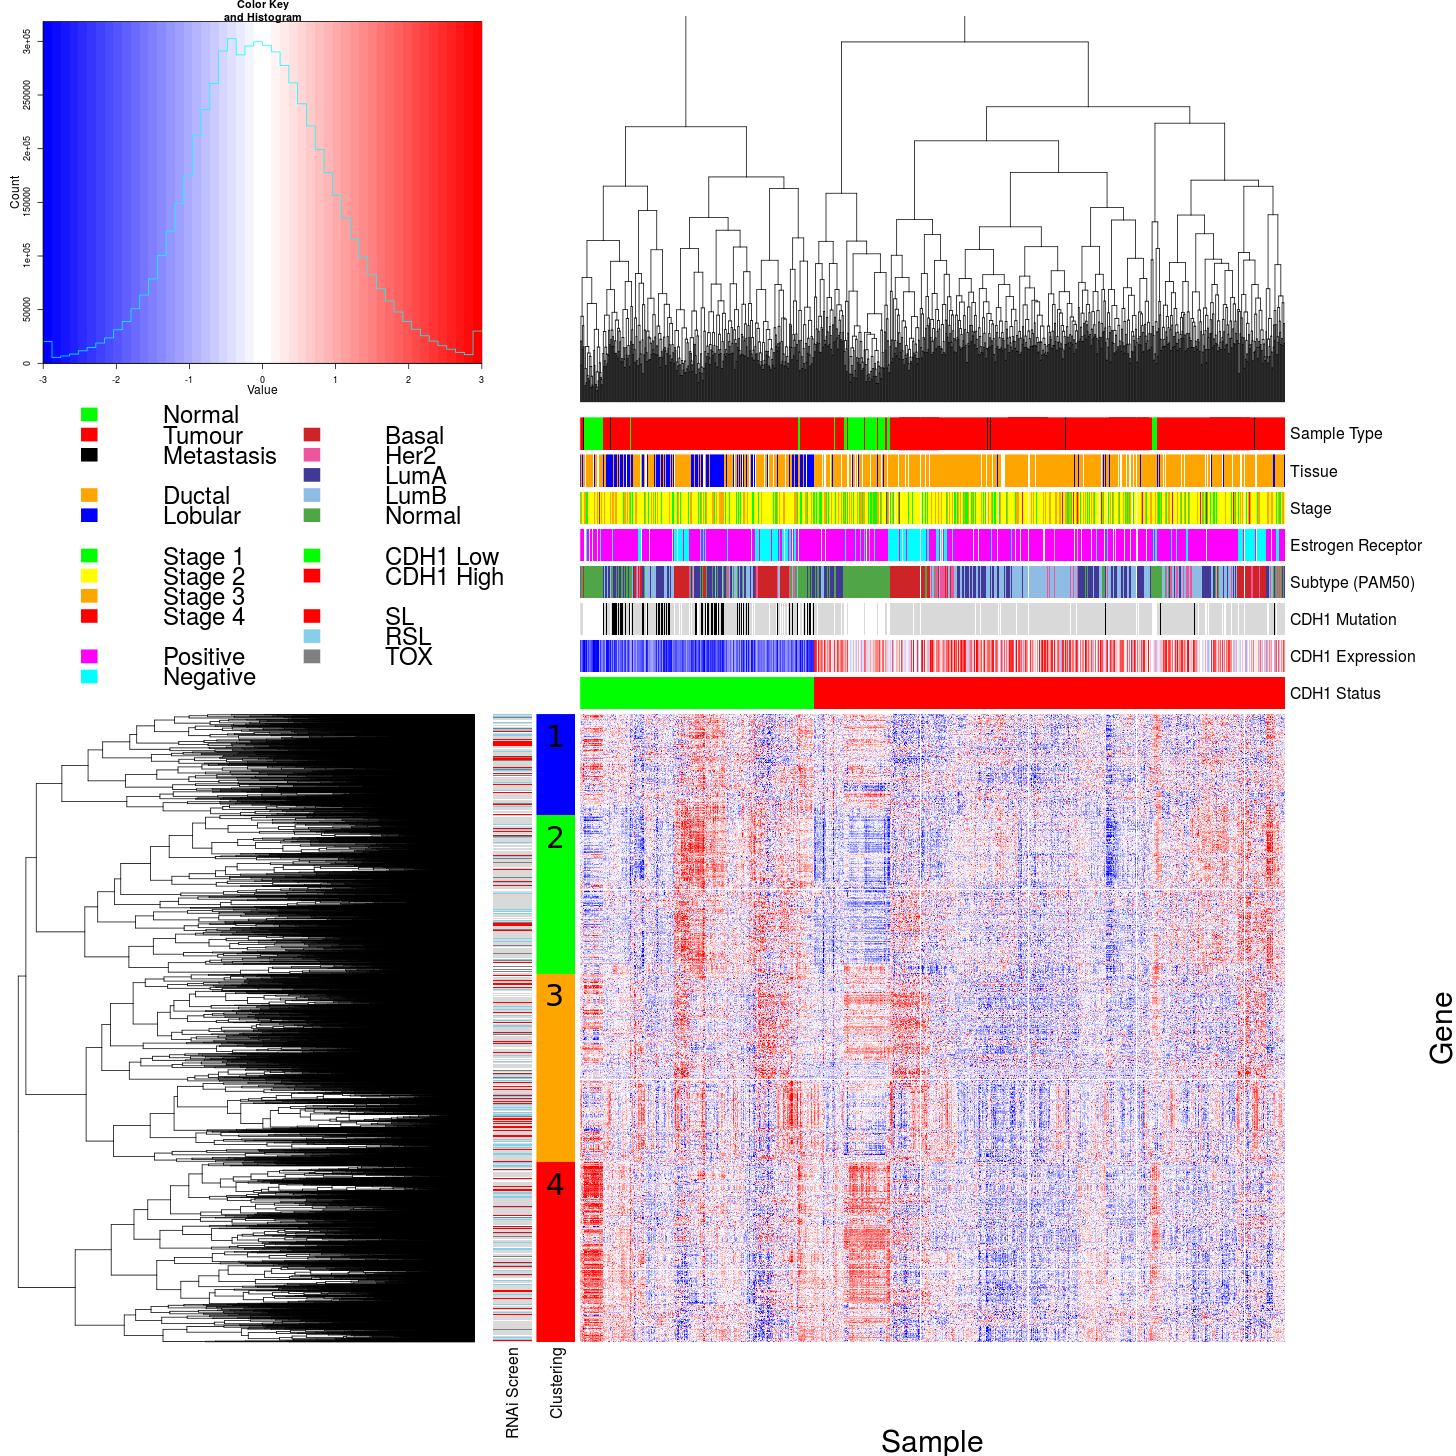 Color Key
and Histogram
3e+05
250000
2e+05
150000
1e+05
50000
0
Count
-3 -2 -1 0 1 2 3
Value
Normal
Tumour
Metastasis
Ductal
Lobular
Stage 1
Stage 2
Stage 3
Stage 4
Positive
Negative
Basal
Her2
LumA
LumB
Normal
CDH1 Low
CDH1 High
SL
RSL
TOX
Sample Type
Tissue
Stage
Estrogen Receptor
Subtype (PAM50)
CDH1 Mutation
CDH1 Expression
CDH1 Status
1
2
3
4
RNAi Screen
Clustering
Gene
Sample